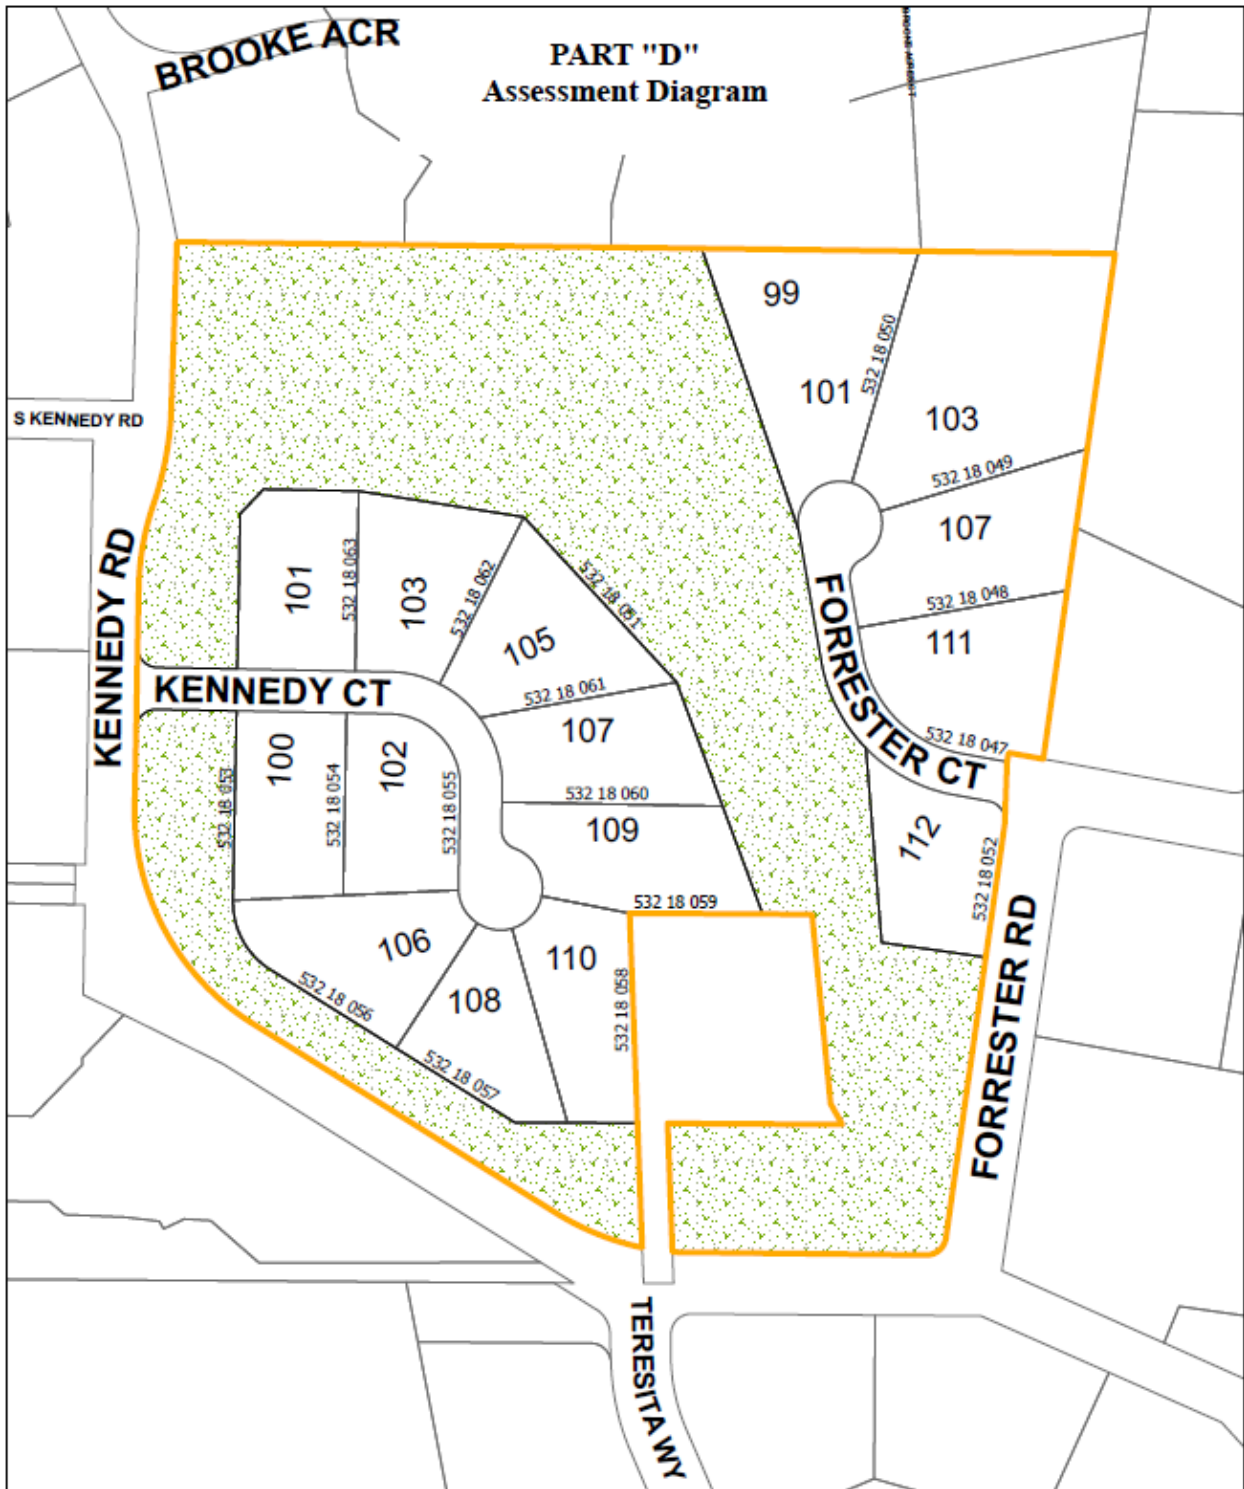 BROOKE ACR
PART "D"
Assessment Diagram
S KENNEDY RD
KENNEDY RD
99
101
532 18 050
103
532 18 049
107
532 18 048
111
532 18 047
FORRESTER CT
112
532 18 052
FORRESTER RD
101
532 18 063
103
532 18 062
105
532 18 051
532 18 061
107
532 18 060
109
532 18 059
KENNEDY CT
100
532 18 053
532 18 054
102
532 18 055
106
532 18 056
108
532 18 057
110
532 18 058
TERESITA WY